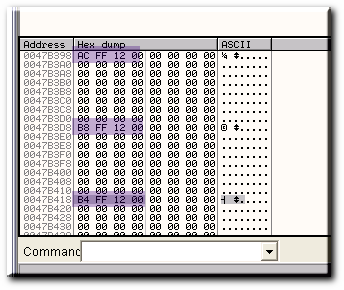 Address Hex dump ASCII
0047B398 AC FF 12 00 00 00 00 00 ¼ ↕.....
0047B3A0 00 00 00 00 00 00 00 00 ........
0047B3A8 00 00 00 00 00 00 00 00 ........
0047B3B0 00 00 00 00 00 00 00 00 ........
0047B3B8 00 00 00 00 00 00 00 00 ........
0047B3C0 00 00 00 00 00 00 00 00 ........
0047B3C8 00 00 00 00 00 00 00 00 ........
0047B3D0 00 00 00 00 00 00 00 00 ........
0047B3D8 B8 FF 12 00 00 00 00 00 © ↕.....
0047B3E0 00 00 00 00 00 00 00 00 ........
0047B3E8 00 00 00 00 00 00 00 00 ........
0047B3F0 00 00 00 00 00 00 00 00 ........
0047B3F8 00 00 00 00 00 00 00 00 ........
0047B400 00 00 00 00 00 00 00 00 ........
0047B408 00 00 00 00 00 00 00 00 ........
0047B410 00 00 00 00 00 00 00 00 ........
0047B418 B4 FF 12 00 00 00 00 00 ┤ ↕.....
0047B420 00 00 00 00 00 00 00 00 ........
0047B428 00 00 00 00 00 00 00 00 ........
0047B430 00 00 00 00 00 00 00 00 ........
Command